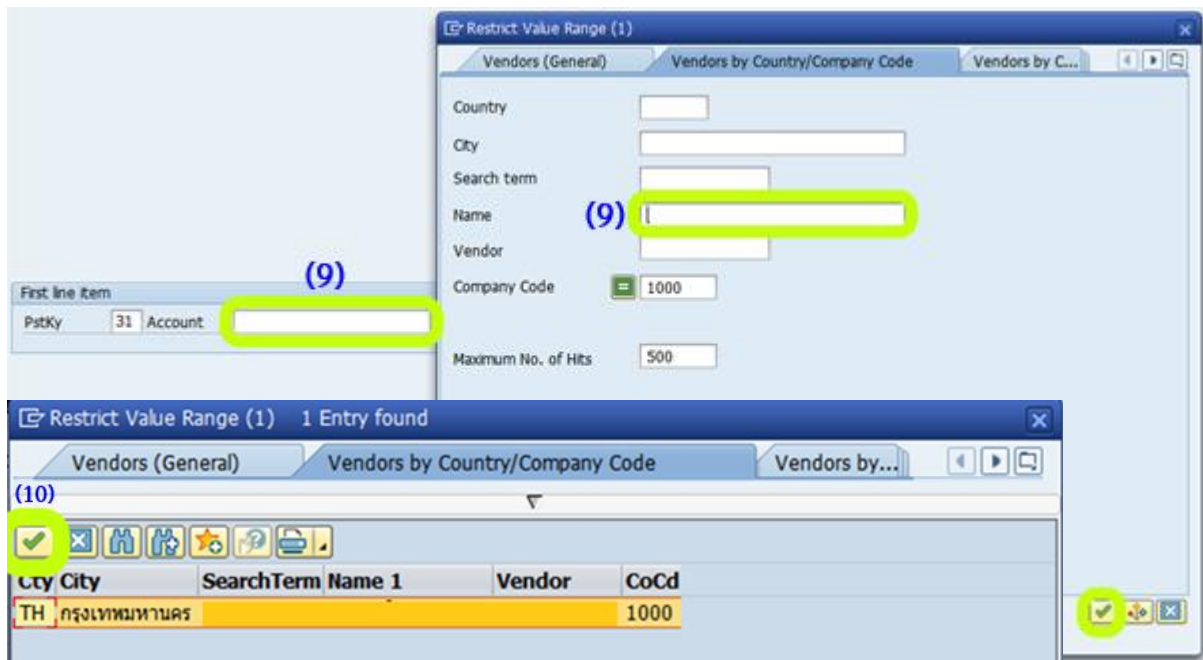 Restrict Value Range (1)
Vendors (General) Vendors by Country/Company Code Vendors by C...
Country
City
Search term
Name (9)
Vendor
Company Code = 1000
Maximum No. of Hits 500
(9)
First line item
PstKy 31 Account
Restrict Value Range (1) 1 Entry found
Vendors (General) Vendors by Country/Company Code Vendors by...
(10)
Cty City SearchTerm Name 1 Vendor CoCd
TH กรุงเทพมหานคร 1000